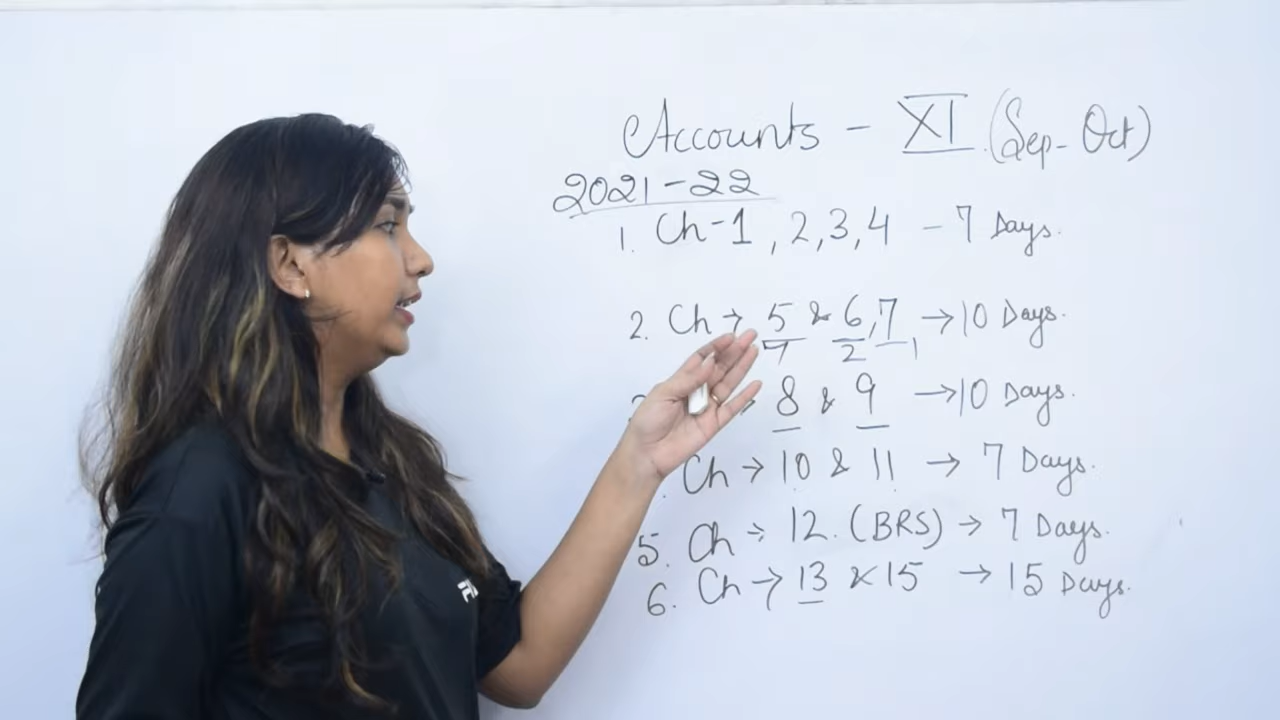 Accounts - XI (Sep - Oct)
2021-22
1. Ch-1, 2, 3, 4 - 7 Days.
2. Ch → 5 & 6, 7 → 10 Days.
7 2 1
8 & 9 → 10 Days.
Ch → 10 & 11 → 7 Days.
5. Ch → 12. (BRS) → 7 Days.
6. Ch → 13 & 15 → 15 Days.